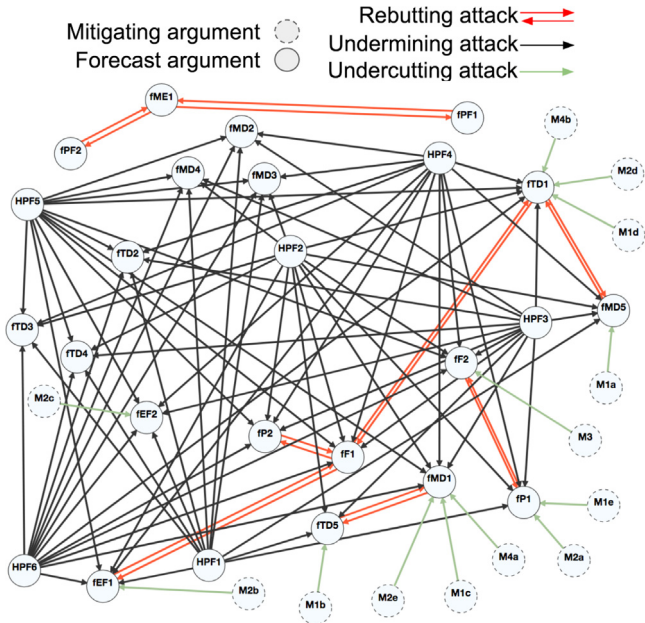 Mitigating argument
Forecast argument
Rebutting attack
Undermining attack
Undercutting attack
fME1
fPF1
fPF2
fMD2
M4b
HPF4
fMD4
fMD3
fTD1
M2d
HPF5
M1d
HPF2
fTD2
fMD5
fTD3
HPF3
fTD4
fF2
M1a
M2c
fEF2
fP2
M3
fF1
fMD1
fP1
M1e
fTD5
HPF6
HPF1
M4a
M2a
fEF1
M2b
M1b
M2e
M1c